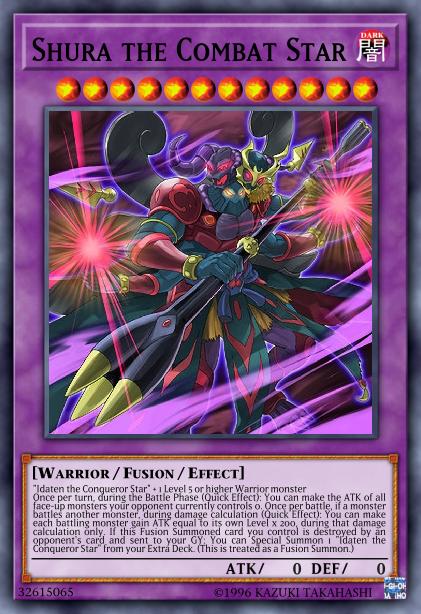 SHURA THE COMBAT STAR
DARK
闇
[WARRIOR / FUSION / EFFECT]
"Idaten the Conqueror Star" + 1 Level 5 or higher Warrior monster
Once per turn, during the Battle Phase (Quick Effect): You can make the ATK of all
face-up monsters your opponent currently controls 0. Once per battle, if a monster
battles another monster, during damage calculation (Quick Effect): You can make
each battling monster gain ATK equal to its own Level x 200, during that damage
calculation only. If this Fusion Summoned card you control is destroyed by an
opponent's card and sent to your GY: You can Special Summon 1 "Idaten the
Conqueror Star" from your Extra Deck. (This is treated as a Fusion Summon.)
ATK/ 0 DEF/ 0
32615065 ©1996 KAZUKI TAKAHASHI